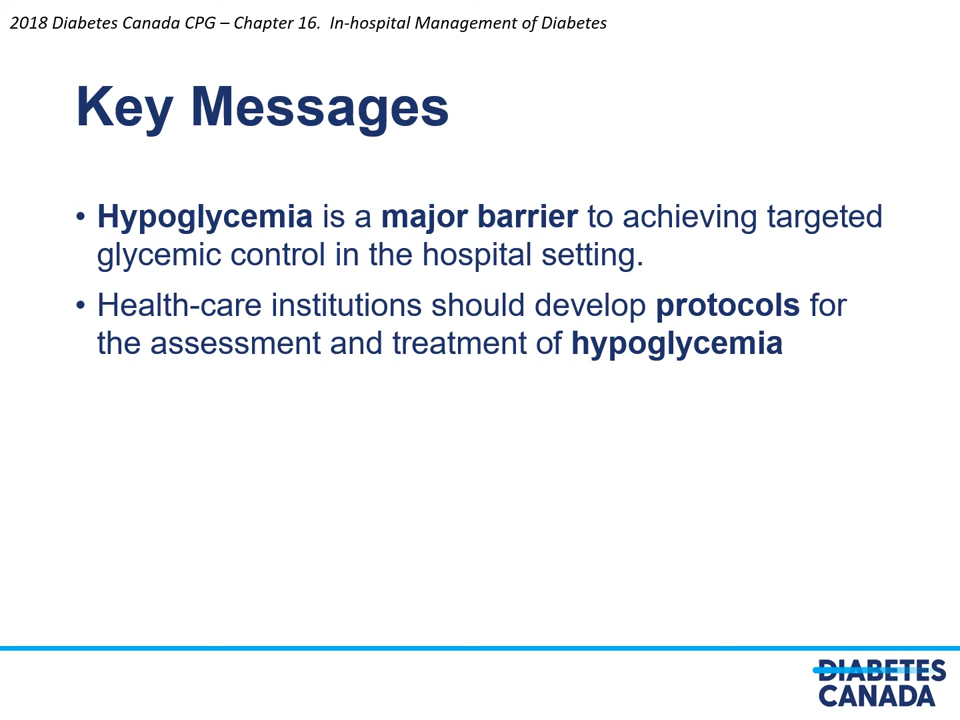 2018 Diabetes Canada CPG – Chapter 16.  In-hospital Management of Diabetes
Key Messages
• Hypoglycemia is a major barrier to achieving targeted
glycemic control in the hospital setting.
• Health-care institutions should develop protocols for
the assessment and treatment of hypoglycemia
DIABETES
CANADA